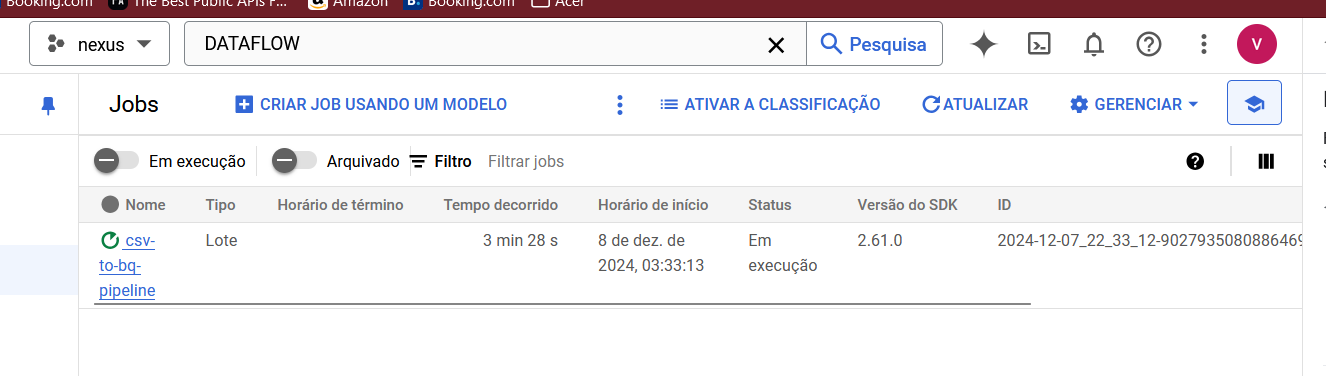 Booking.com The Best Public APIs F... Amazon B. Booking.com Acer
nexus DATAFLOW Pesquisa V
Jobs CRIAR JOB USANDO UM MODELO ATIVAR A CLASSIFICAÇÃO ATUALIZAR GERENCIAR
Em execução Arquivado Filtro Filtrar jobs
Nome Tipo Horário de término Tempo decorrido Horário de início Status Versão do SDK ID
csv- Lote 3 min 28 s 8 de dez. de Em 2.61.0 2024-12-07_22_33_12-9027935080886469
to-bq- 2024, 03:33:13 execução
pipeline